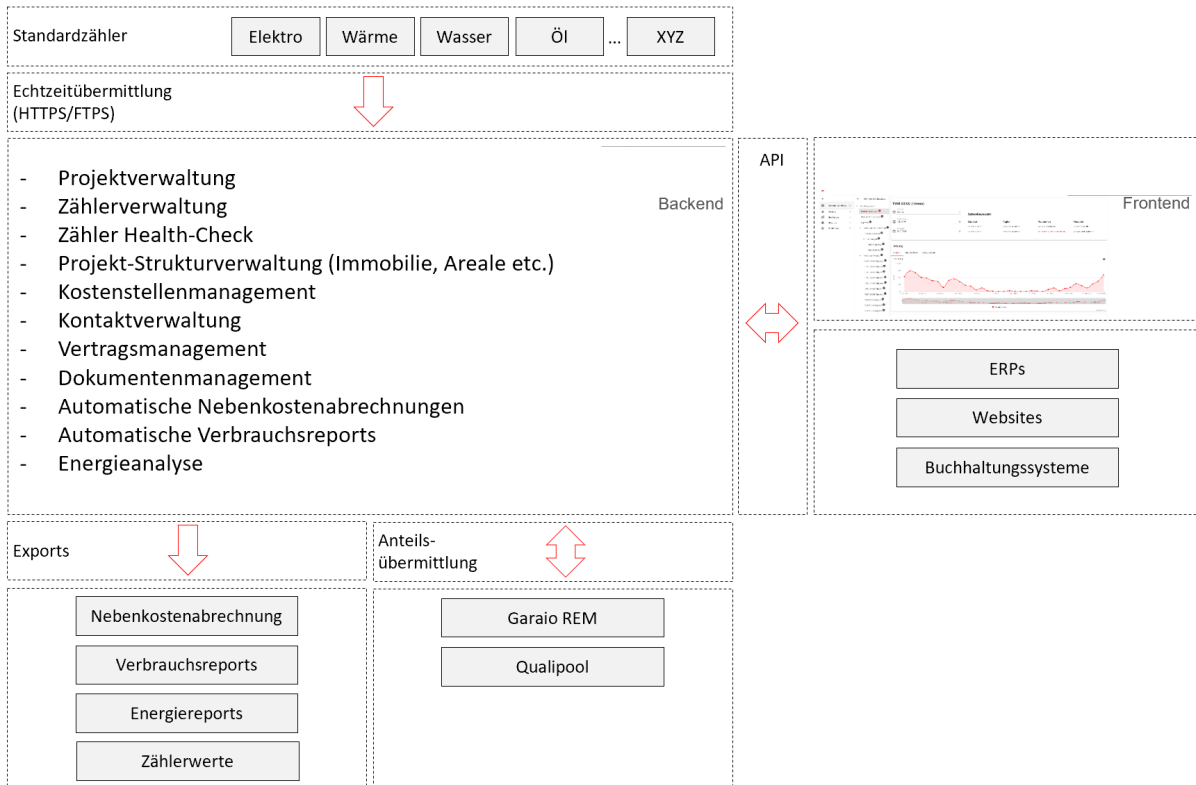 Standardzähler
Elektro
Wärme
Wasser
Öl
...
XYZ
Echtzeitübermittlung
(HTTPS/FTPS)
Backend
- Projektverwaltung
- Zählerverwaltung
- Zähler Health-Check
- Projekt-Strukturverwaltung (Immobilie, Areale etc.)
- Kostenstellenmanagement
- Kontaktverwaltung
- Vertragsmanagement
- Dokumentenmanagement
- Automatische Nebenkostenabrechnungen
- Automatische Verbrauchsreports
- Energieanalyse
API
Frontend
ERPs
Websites
Buchhaltungssysteme
Exports
Nebenkostenabrechnung
Verbrauchsreports
Energiereports
Zählerwerte
Anteils-
übermittlung
Garaio REM
Qualipool